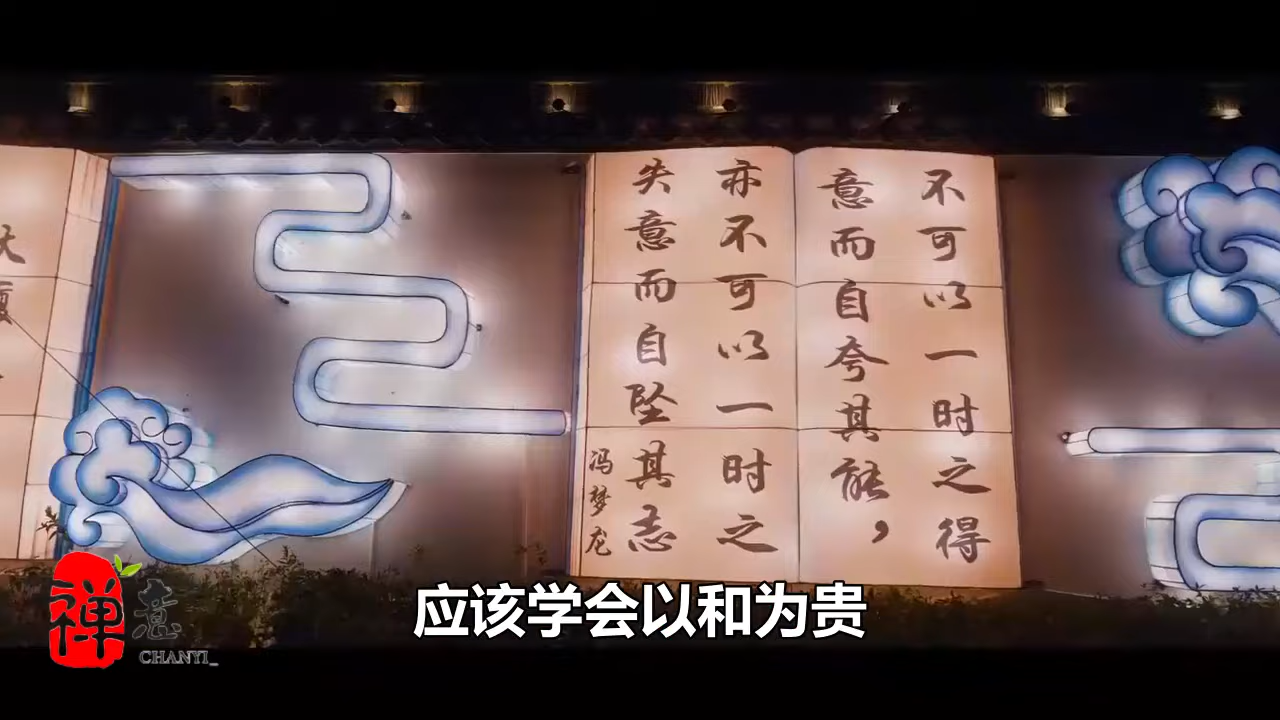 不可以一时之得
意而自夸其能，
亦不可以一时之
失意而自坠其志
冯梦龙
应该学会以和为贵
禅意
CHANYI_